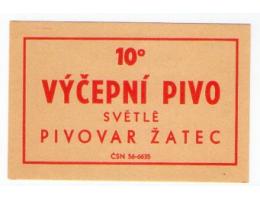 10°
VÝČEPNÍ PIVO
SVĚTLÉ
PIVOVAR ŽATEC
ČSN 56-6635